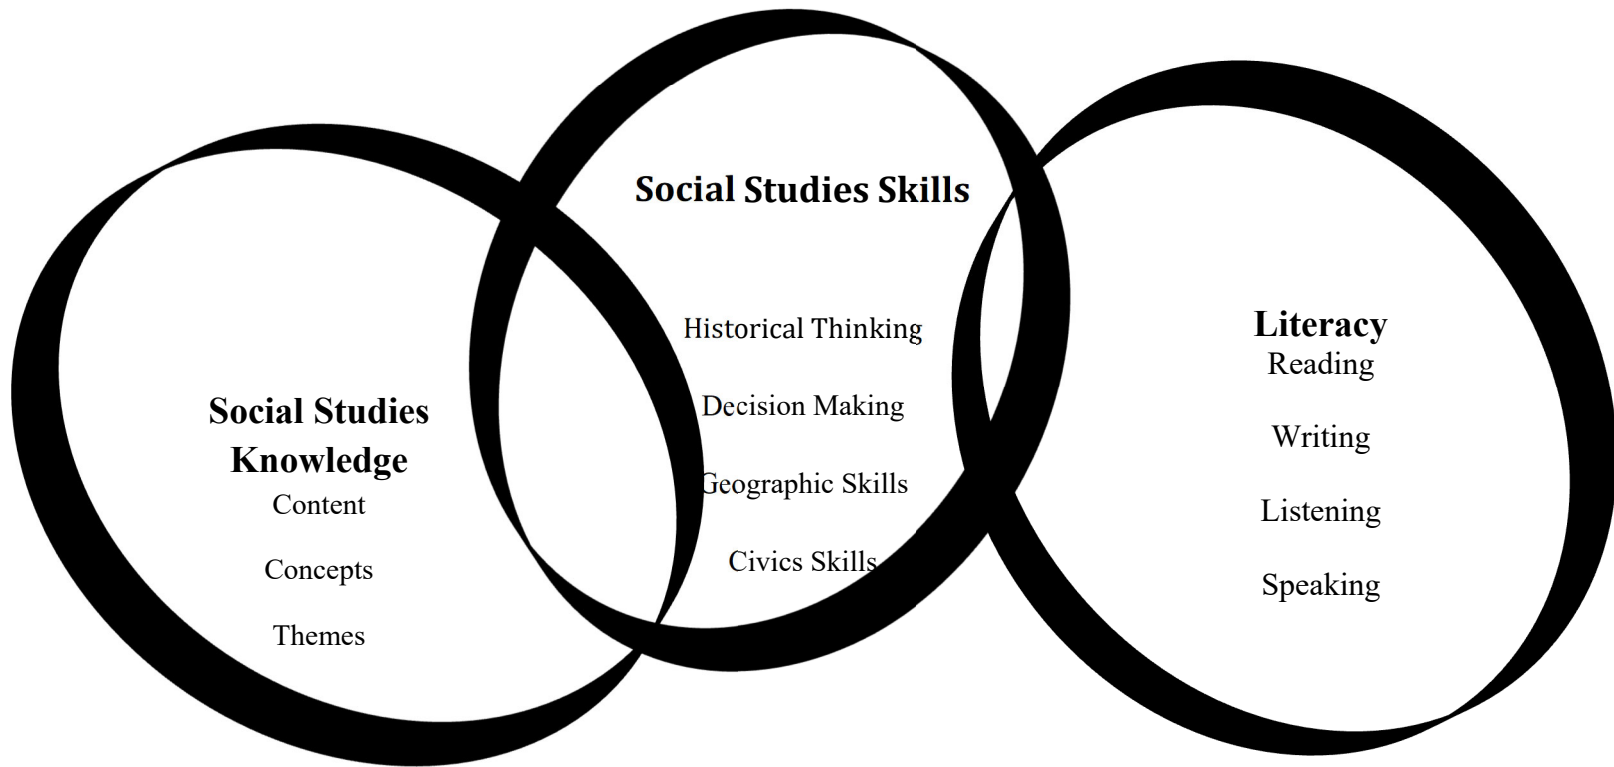 Social Studies
Knowledge
Content
Concepts
Themes
Social Studies Skills
Historical Thinking
Decision Making
Geographic Skills
Civics Skills
Literacy
Reading
Writing
Listening
Speaking